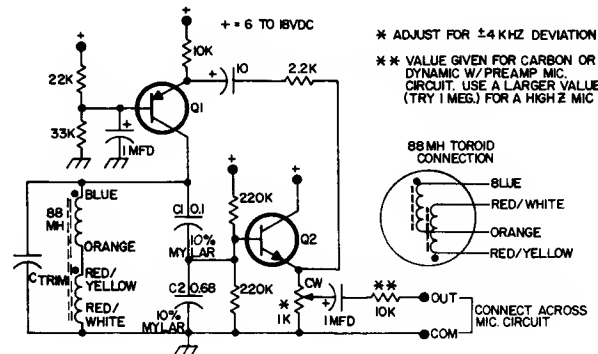 + = 6 TO 18VDC
* ADJUST FOR ±4 KHZ DEVIATION
** VALUE GIVEN FOR CARBON OR
DYNAMIC W/PREAMP MIC.
CIRCUIT. USE A LARGER VALUE
(TRY 1 MEG.) FOR A HIGH Z MIC
+
+
10K
+
10
2.2K
22K
Q1
33K
+
1MFD
88 MH TOROID
CONNECTION
BLUE
RED/WHITE
ORANGE
RED/YELLOW
+
+
BLUE
88
MH
ORANGE
RED/
YELLOW
RED/
WHITE
CTRIM
C1 0.1
10%
MYLAR
220K
Q2
C2 0.68
10%
MYLAR
220K
CW
*
1K
+
1MFD
**
10K
OUT
COM
CONNECT ACROSS
MIC. CIRCUIT